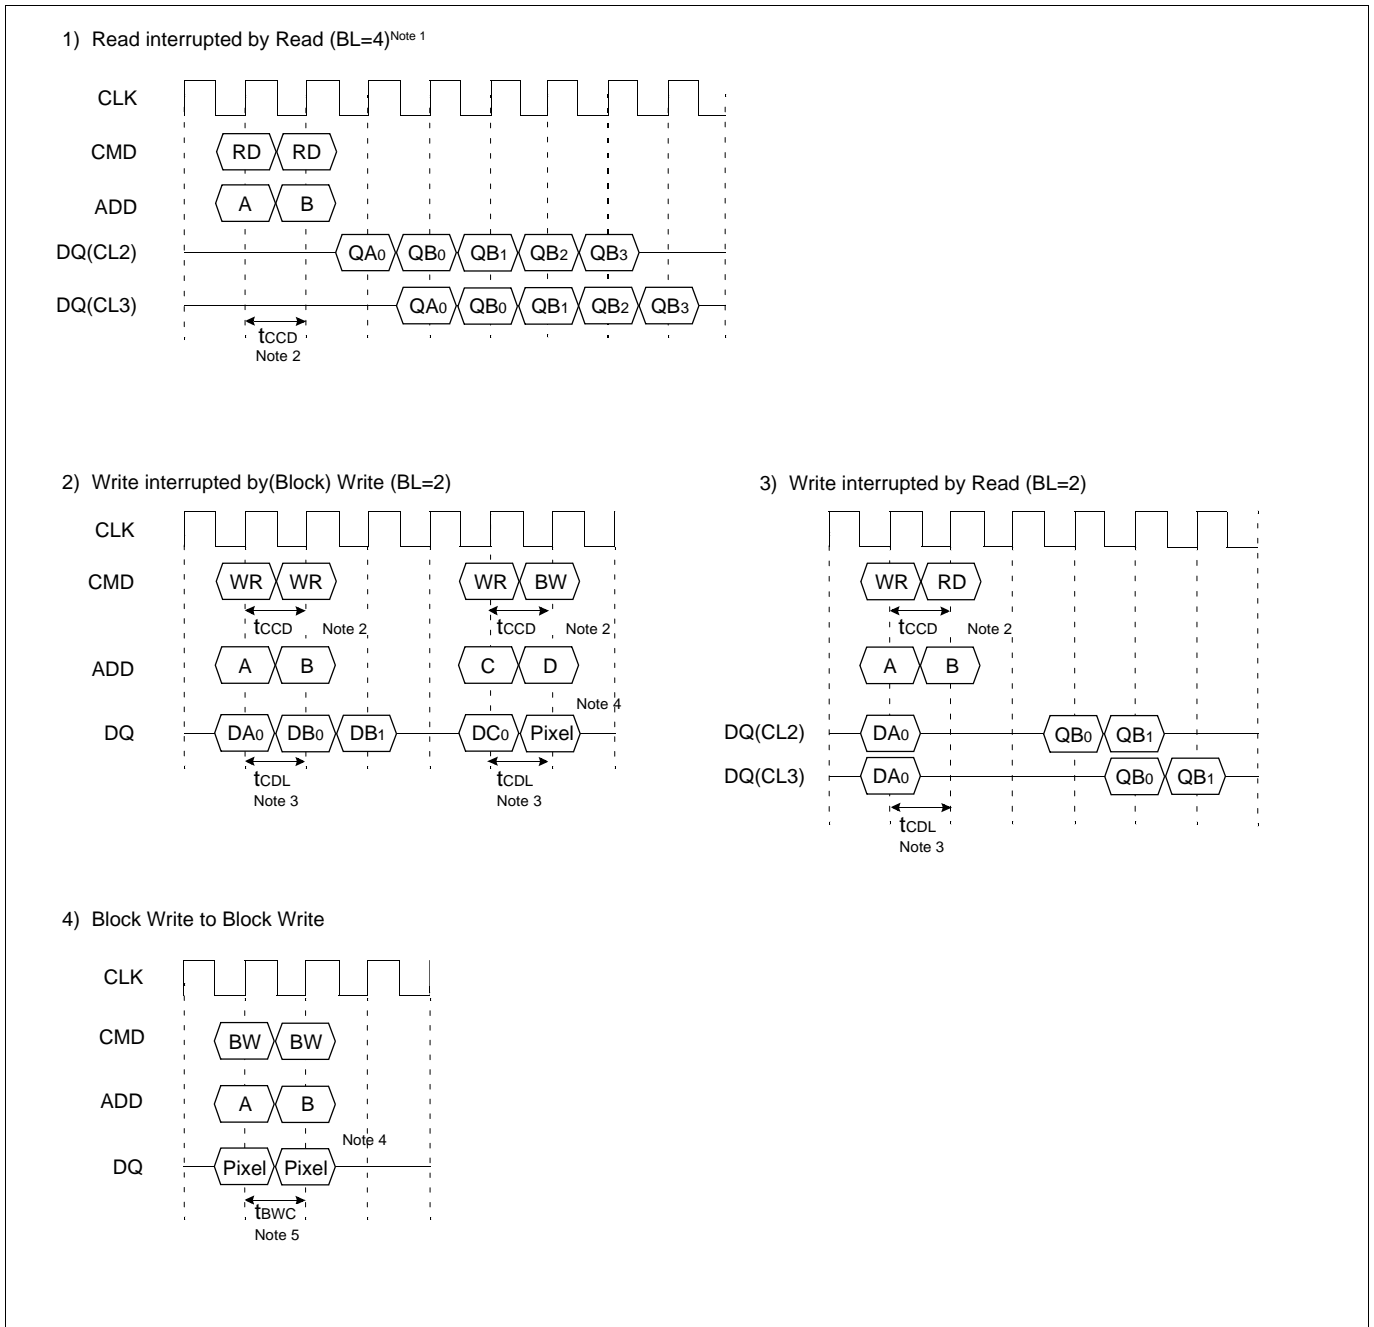 1) Read interrupted by Read (BL=4)Note 1
CLK
CMD RD RD
ADD A B
DQ(CL2) QA0 QB0 QB1 QB2 QB3
DQ(CL3) QA0 QB0 QB1 QB2 QB3
tCCD
Note 2
2) Write interrupted by(Block) Write (BL=2)
CLK
CMD WR WR WR BW
tCCD Note 2 tCCD Note 2
ADD A B C D
Note 4
DQ DA0 DB0 DB1 DC0 Pixel
tCDL tCDL
Note 3 Note 3
3) Write interrupted by Read (BL=2)
WR RD
tCCD Note 2
A B
DQ(CL2) DA0 QB0 QB1
DQ(CL3) DA0 QB0 QB1
tCDL
Note 3
4) Block Write to Block Write
CLK
CMD BW BW
ADD A B
Note 4
DQ Pixel Pixel
tBWC
Note 5